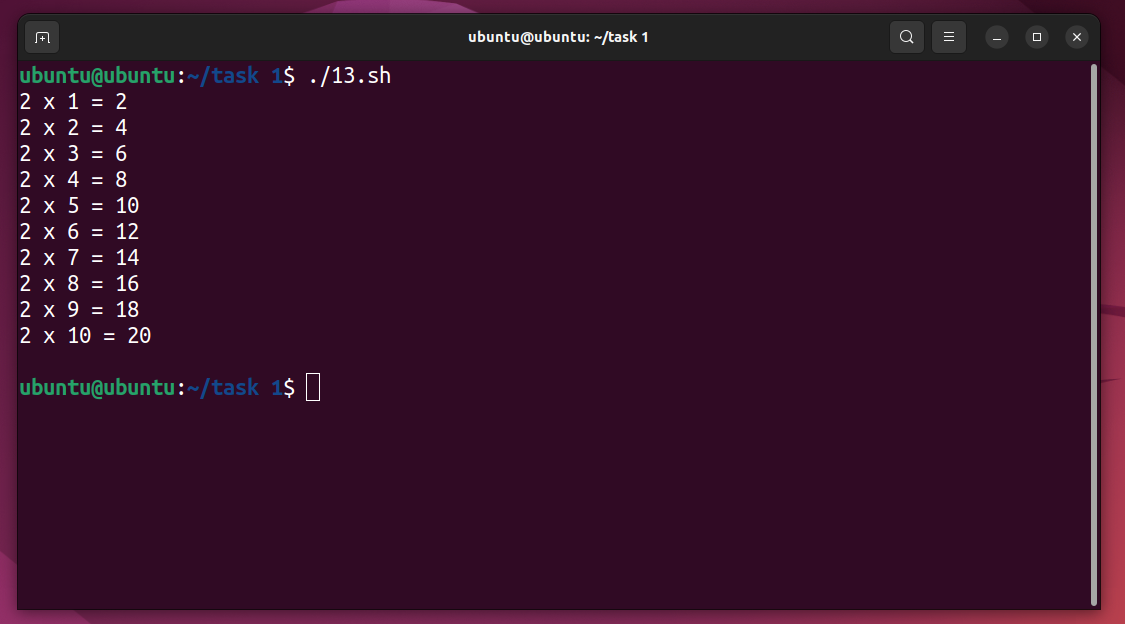 ubuntu@ubuntu: ~/task 1
ubuntu@ubuntu:~/task 1$ ./13.sh
2 x 1 = 2
2 x 2 = 4
2 x 3 = 6
2 x 4 = 8
2 x 5 = 10
2 x 6 = 12
2 x 7 = 14
2 x 8 = 16
2 x 9 = 18
2 x 10 = 20
ubuntu@ubuntu:~/task 1$